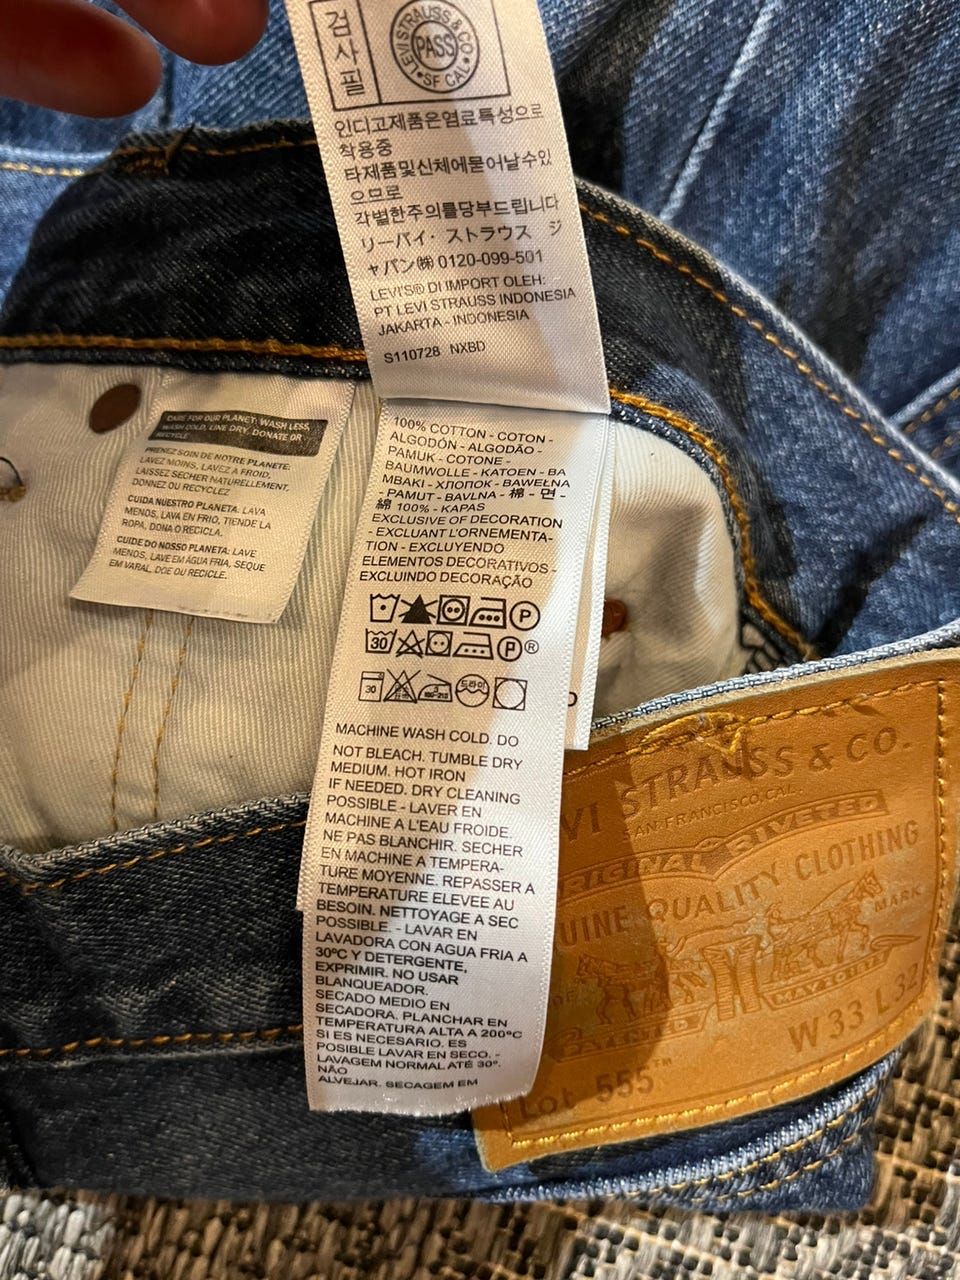 검
사
필
LEVI STRAUSS & CO
PASS
SF CAL
인디고제품은염료특성으로
착용중
타제품및신체에묻어날수있
으므로
각별한주의를당부드립니다
リーバイ・ ストラウス ジ
ャパン㈱ 0120-099-501
LEVI'S® DI IMPORT OLEH:
PT LEVI STRAUSS INDONESIA
JAKARTA - INDONESIA
S110728 NXBD
CARE FOR OUR PLANET: WASH LESS,
WASH COLD, LINE DRY, DONATE OR
RECYCLE
PRENEZ SOIN DE NOTRE PLANETE:
LAVEZ MOINS, LAVEZ A FROID,
LAISSEZ SECHER NATURELLEMENT,
DONNEZ OU RECYCLEZ
CUIDA NUESTRO PLANETA: LAVA
MENOS, LAVA EN FRIO, TIENDE LA
ROPA, DONA O RECICLA.
CUIDE DO NOSSO PLANETA: LAVE
MENOS, LAVE EM ÁGUA FRIA, SEQUE
EM VARAL, DOE OU RECICLE.
100% COTTON - COTON -
ALGODÓN - ALGODÃO -
PAMUK - COTONE -
BAUMWOLLE - KATOEN - BA
MBAKI - ХЛОПОК - BAWEŁNA
- PAMUT - BAVLNA - 棉 - 면 -
綿 100% - KAPAS
EXCLUSIVE OF DECORATION
- EXCLUANT L'ORNEMENTA-
TION - EXCLUYENDO
ELEMENTOS DECORATIVOS -
EXCLUINDO DECORAÇÃO
P
30 P ®
30 드라이
MACHINE WASH COLD. DO
NOT BLEACH. TUMBLE DRY
MEDIUM. HOT IRON
IF NEEDED. DRY CLEANING
POSSIBLE - LAVER EN
MACHINE A L'EAU FROIDE.
NE PAS BLANCHIR. SECHER
EN MACHINE A TEMPERA-
TURE MOYENNE. REPASSER A
TEMPERATURE ELEVEE AU
BESOIN. NETTOYAGE A SEC
POSSIBLE. - LAVAR EN
LAVADORA CON AGUA FRIA A
30ºC Y DETERGENTE,
EXPRIMIR. NO USAR
BLANQUEADOR.
SECADO MEDIO EN
SECADORA. PLANCHAR EN
TEMPERATURA ALTA A 200ºC
SI ES NECESARIO. ES
POSIBLE LAVAR EN SECO. -
LAVAGEM NORMAL ATÉ 30º.
NÃO
ALVEJAR. SECAGEM EM
VI STRAUSS & CO.
SAN FRANCISCO, CAL.
ORIGINAL RIVETED
UINE QUALITY CLOTHING
MARK
PATENTED
W 33 L 32
Lot 555™